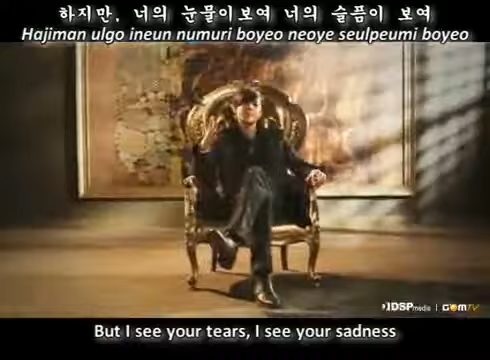 하지만, 너의 눈물이보여 너의 슬픔이 보여
Hajiman ulgo ineun numuri boyeo neoye seulpeumi boyeo
DSPmedia | GOMTV
But I see your tears, I see your sadness